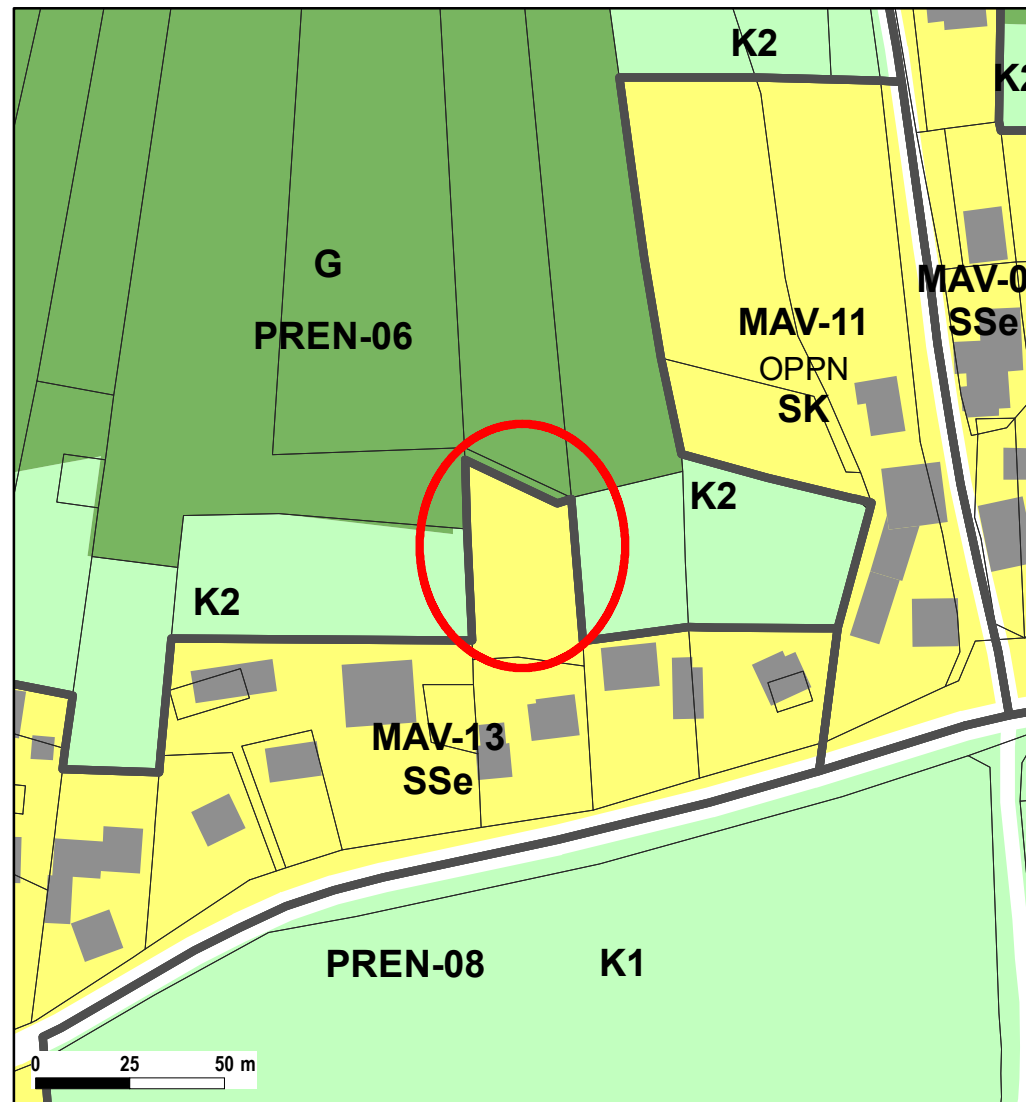 K2
K2
G
PREN-06
MAV-11
OPPN
SK
MAV-0
SSe
K2
K2
MAV-13
SSe
PREN-08
K1
0 25 50 m